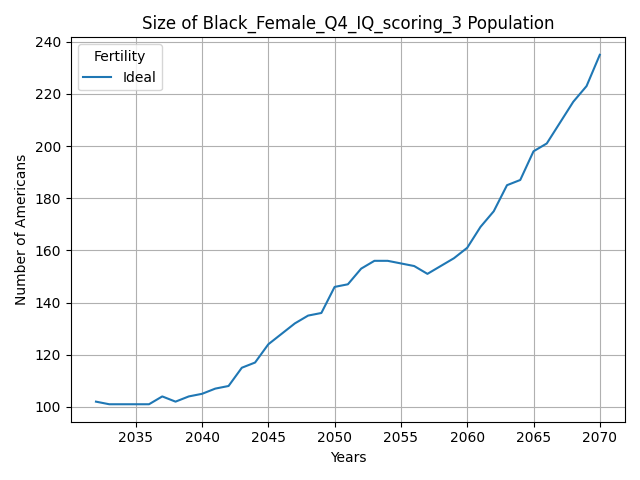 Size of Black_Female_Q4_IQ_scoring_3 Population
Fertility
Ideal
Number of Americans
240
220
200
180
160
140
120
100
2035 2040 2045 2050 2055 2060 2065 2070
Years